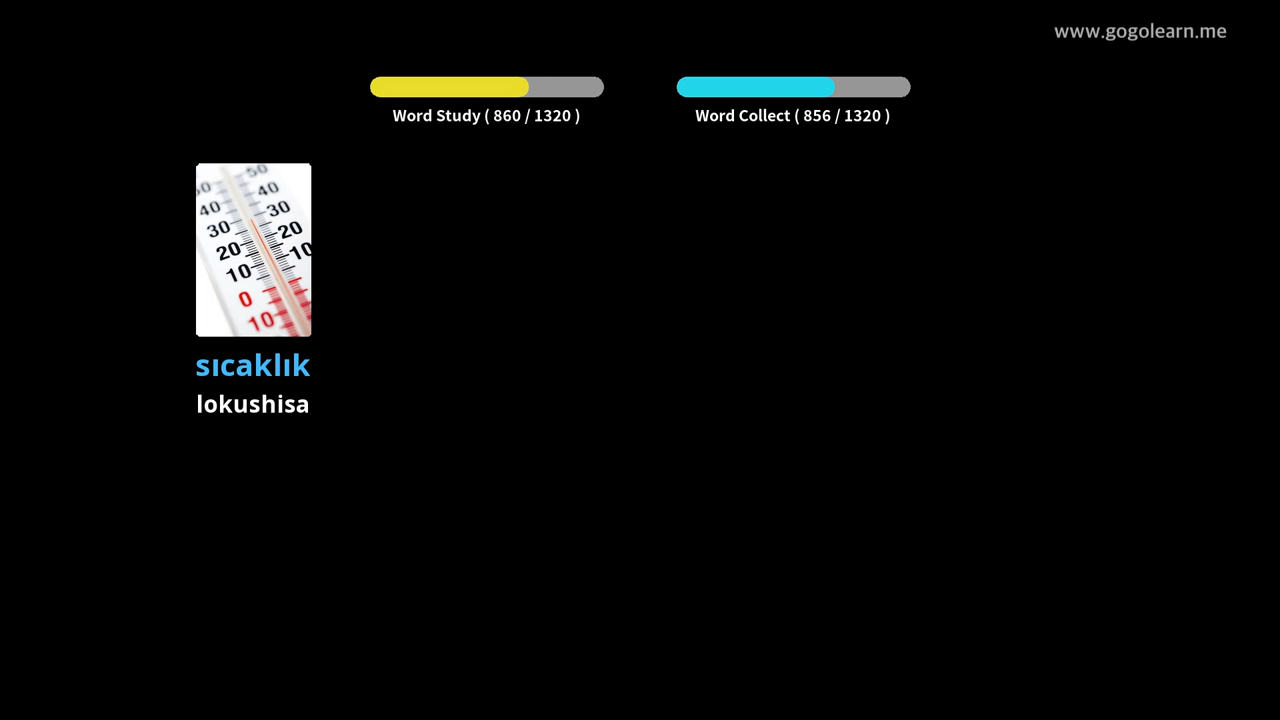 www.gogolearn.me
Word Study ( 860 / 1320 )
Word Collect ( 856 / 1320 )
50 50
40 40
30 30
20 20
10 10
0
10
sıcaklık
lokushisa